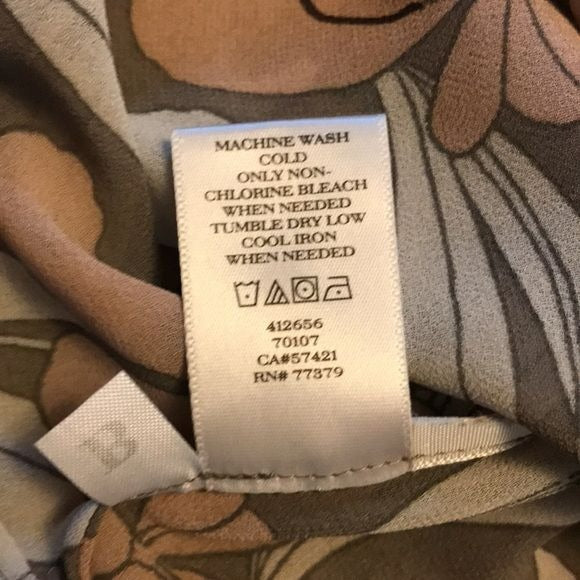 MACHINE WASH
COLD
ONLY NON-
CHLORINE BLEACH
WHEN NEEDED
TUMBLE DRY LOW
COOL IRON
WHEN NEEDED
412656
70107
CA#57421
RN# 77379